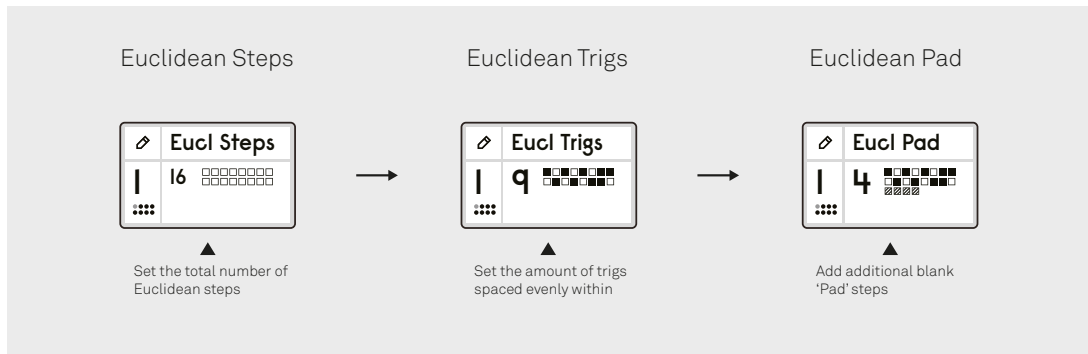 Euclidean Steps
Euclidean Trigs
Euclidean Pad
Eucl Steps
1
16
Eucl Trigs
1
9
Eucl Pad
1
4
Set the total number of
Euclidean steps
Set the amount of trigs
spaced evenly within
Add additional blank
‘Pad’ steps